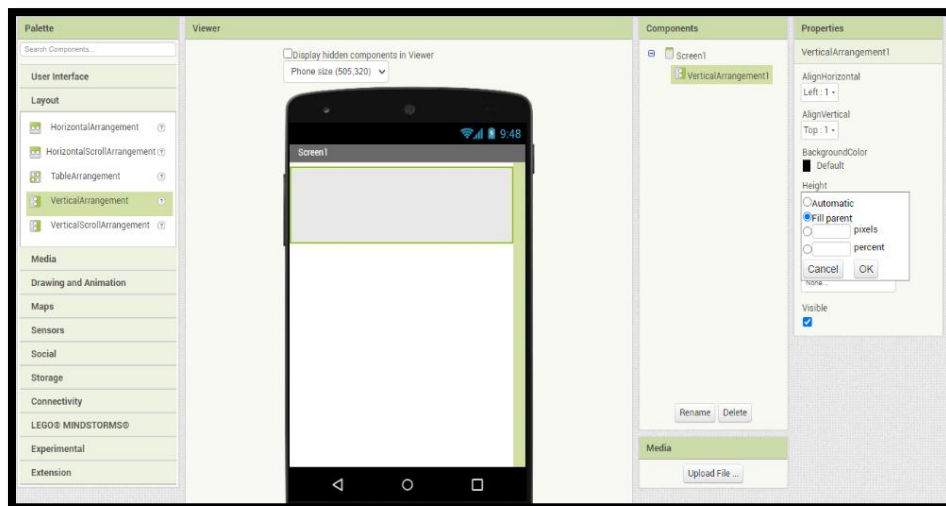 Palette
Search Components...
User Interface
Layout
HorizontalArrangement
HorizontalScrollArrangement
TableArrangement
VerticalArrangement
VerticalScrollArrangement
Media
Drawing and Animation
Maps
Sensors
Social
Storage
Connectivity
LEGO® MINDSTORMS®
Experimental
Extension
Viewer
Display hidden components in Viewer
Phone size (505,320)
9:48
Screen1
Components
Screen1
VerticalArrangement1
Rename Delete
Media
Upload File ...
Properties
VerticalArrangement1
AlignHorizontal
Left : 1
AlignVertical
Top : 1
BackgroundColor
Default
Height
Automatic
Fill parent
pixels
percent
Cancel OK
None...
Visible